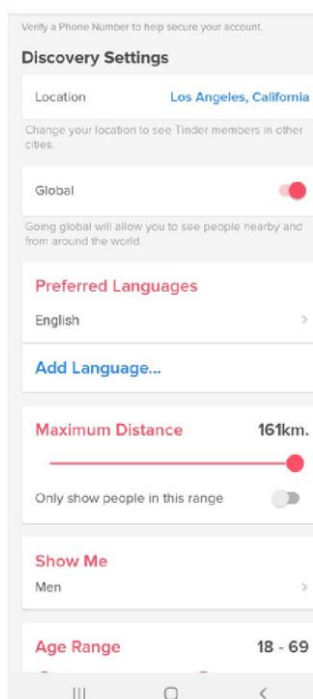 Verify a Phone Number to help secure your account.
Discovery Settings
Location Los Angeles, California
Change your location to see Tinder members in other
cities.
Global
Going global will allow you to see people nearby and
from around the world.
Preferred Languages
English
Add Language...
Maximum Distance 161km.
Only show people in this range
Show Me
Men
Age Range 18 - 69